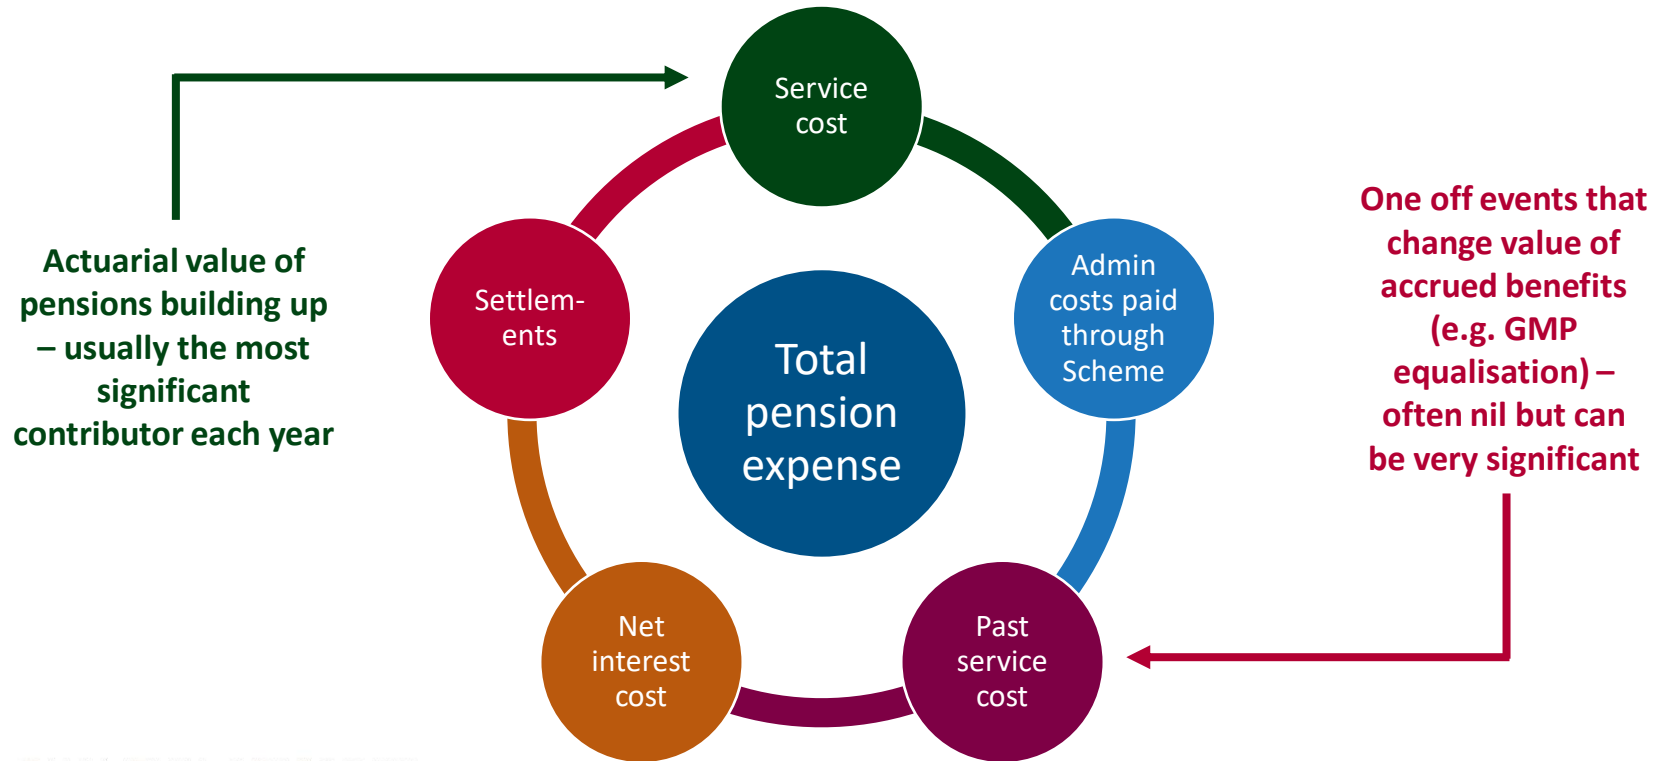 Service
cost
Actuarial value of
pensions building up
– usually the most
significant
contributor each year
Settlem-
ents
Total
pension
expense
Admin
costs paid
through
Scheme
One off events that
change value of
accrued benefits
(e.g. GMP
equalisation) –
often nil but can
be very significant
Net
interest
cost
Past
service
cost